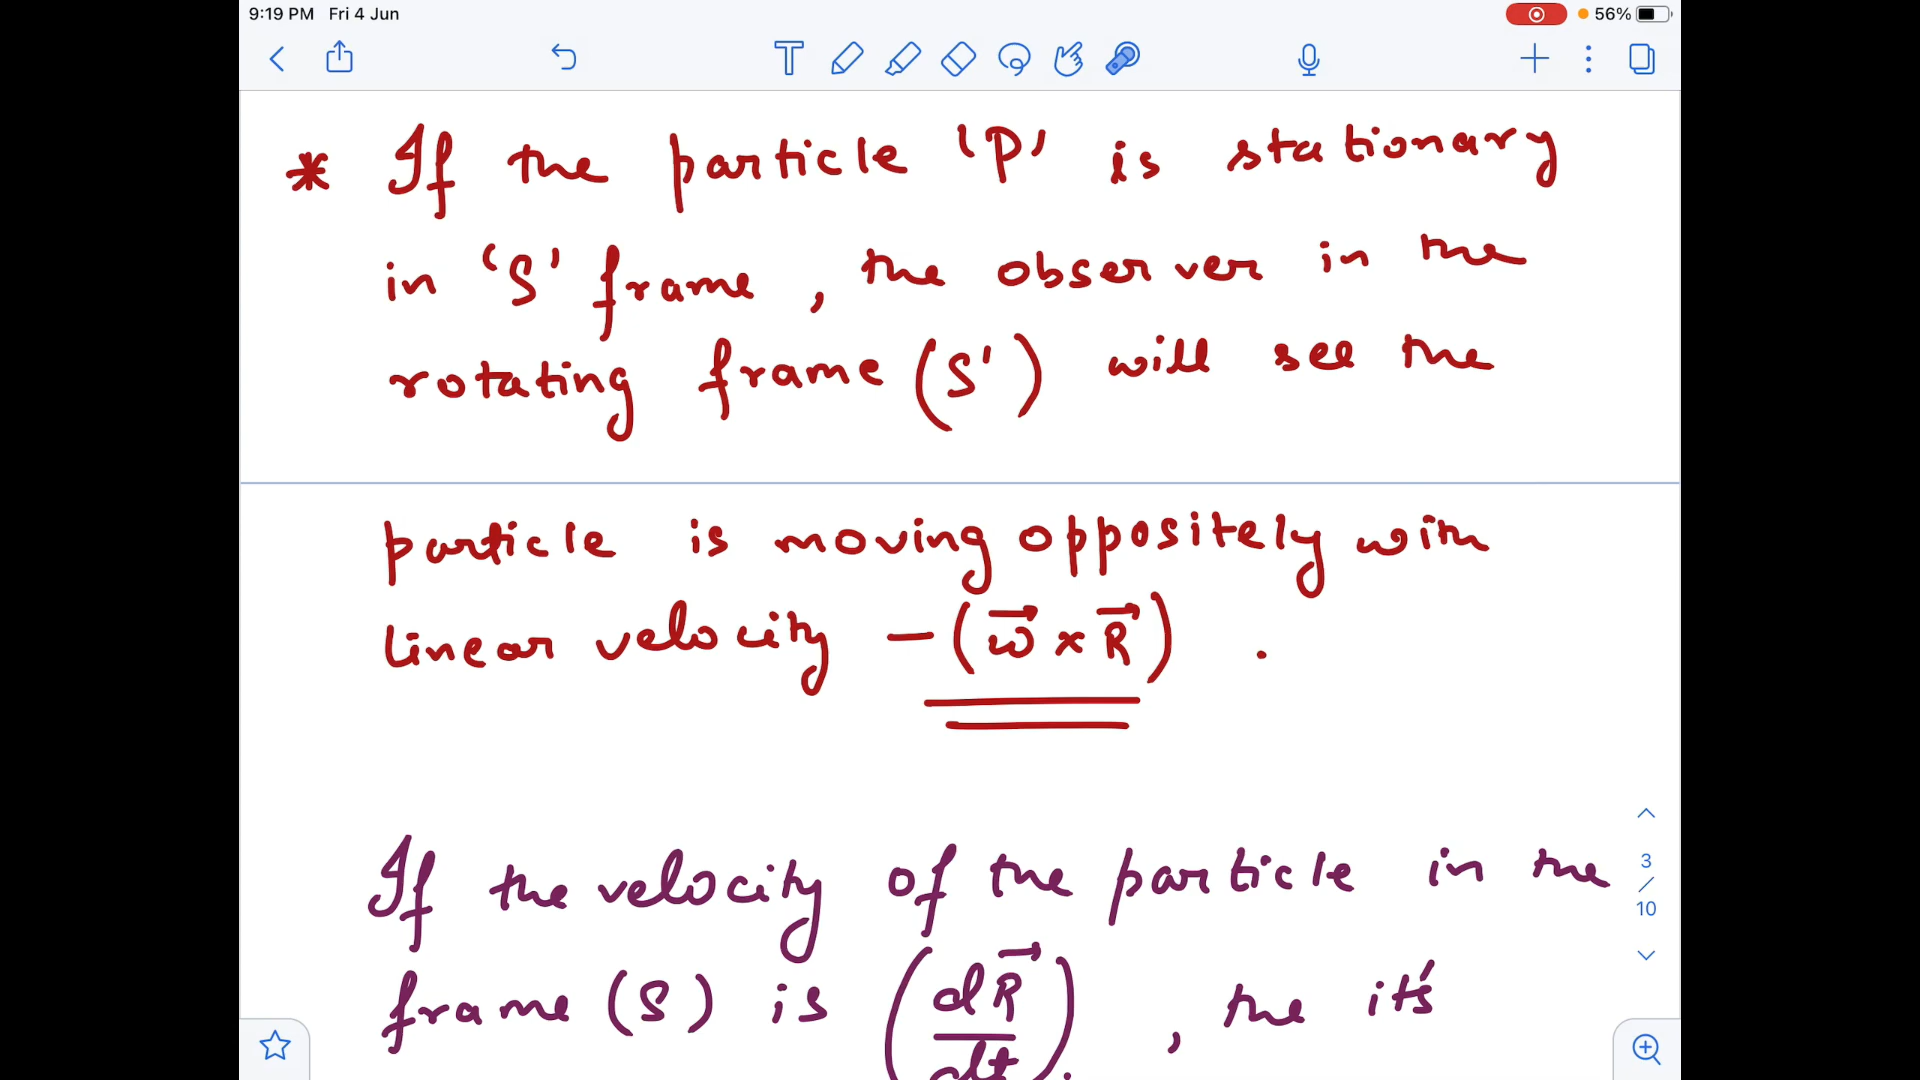 9:19 PM Fri 4 Jun 56%
* If the particle 'P' is stationary
in 'S' frame, the observer in the
rotating frame (S') will see the
particle is moving oppositely with
linear velocity −(ω⃗ × R⃗).
If the velocity of the particle in the
frame (S) is (dR⃗/dt), the it's
3
/
10